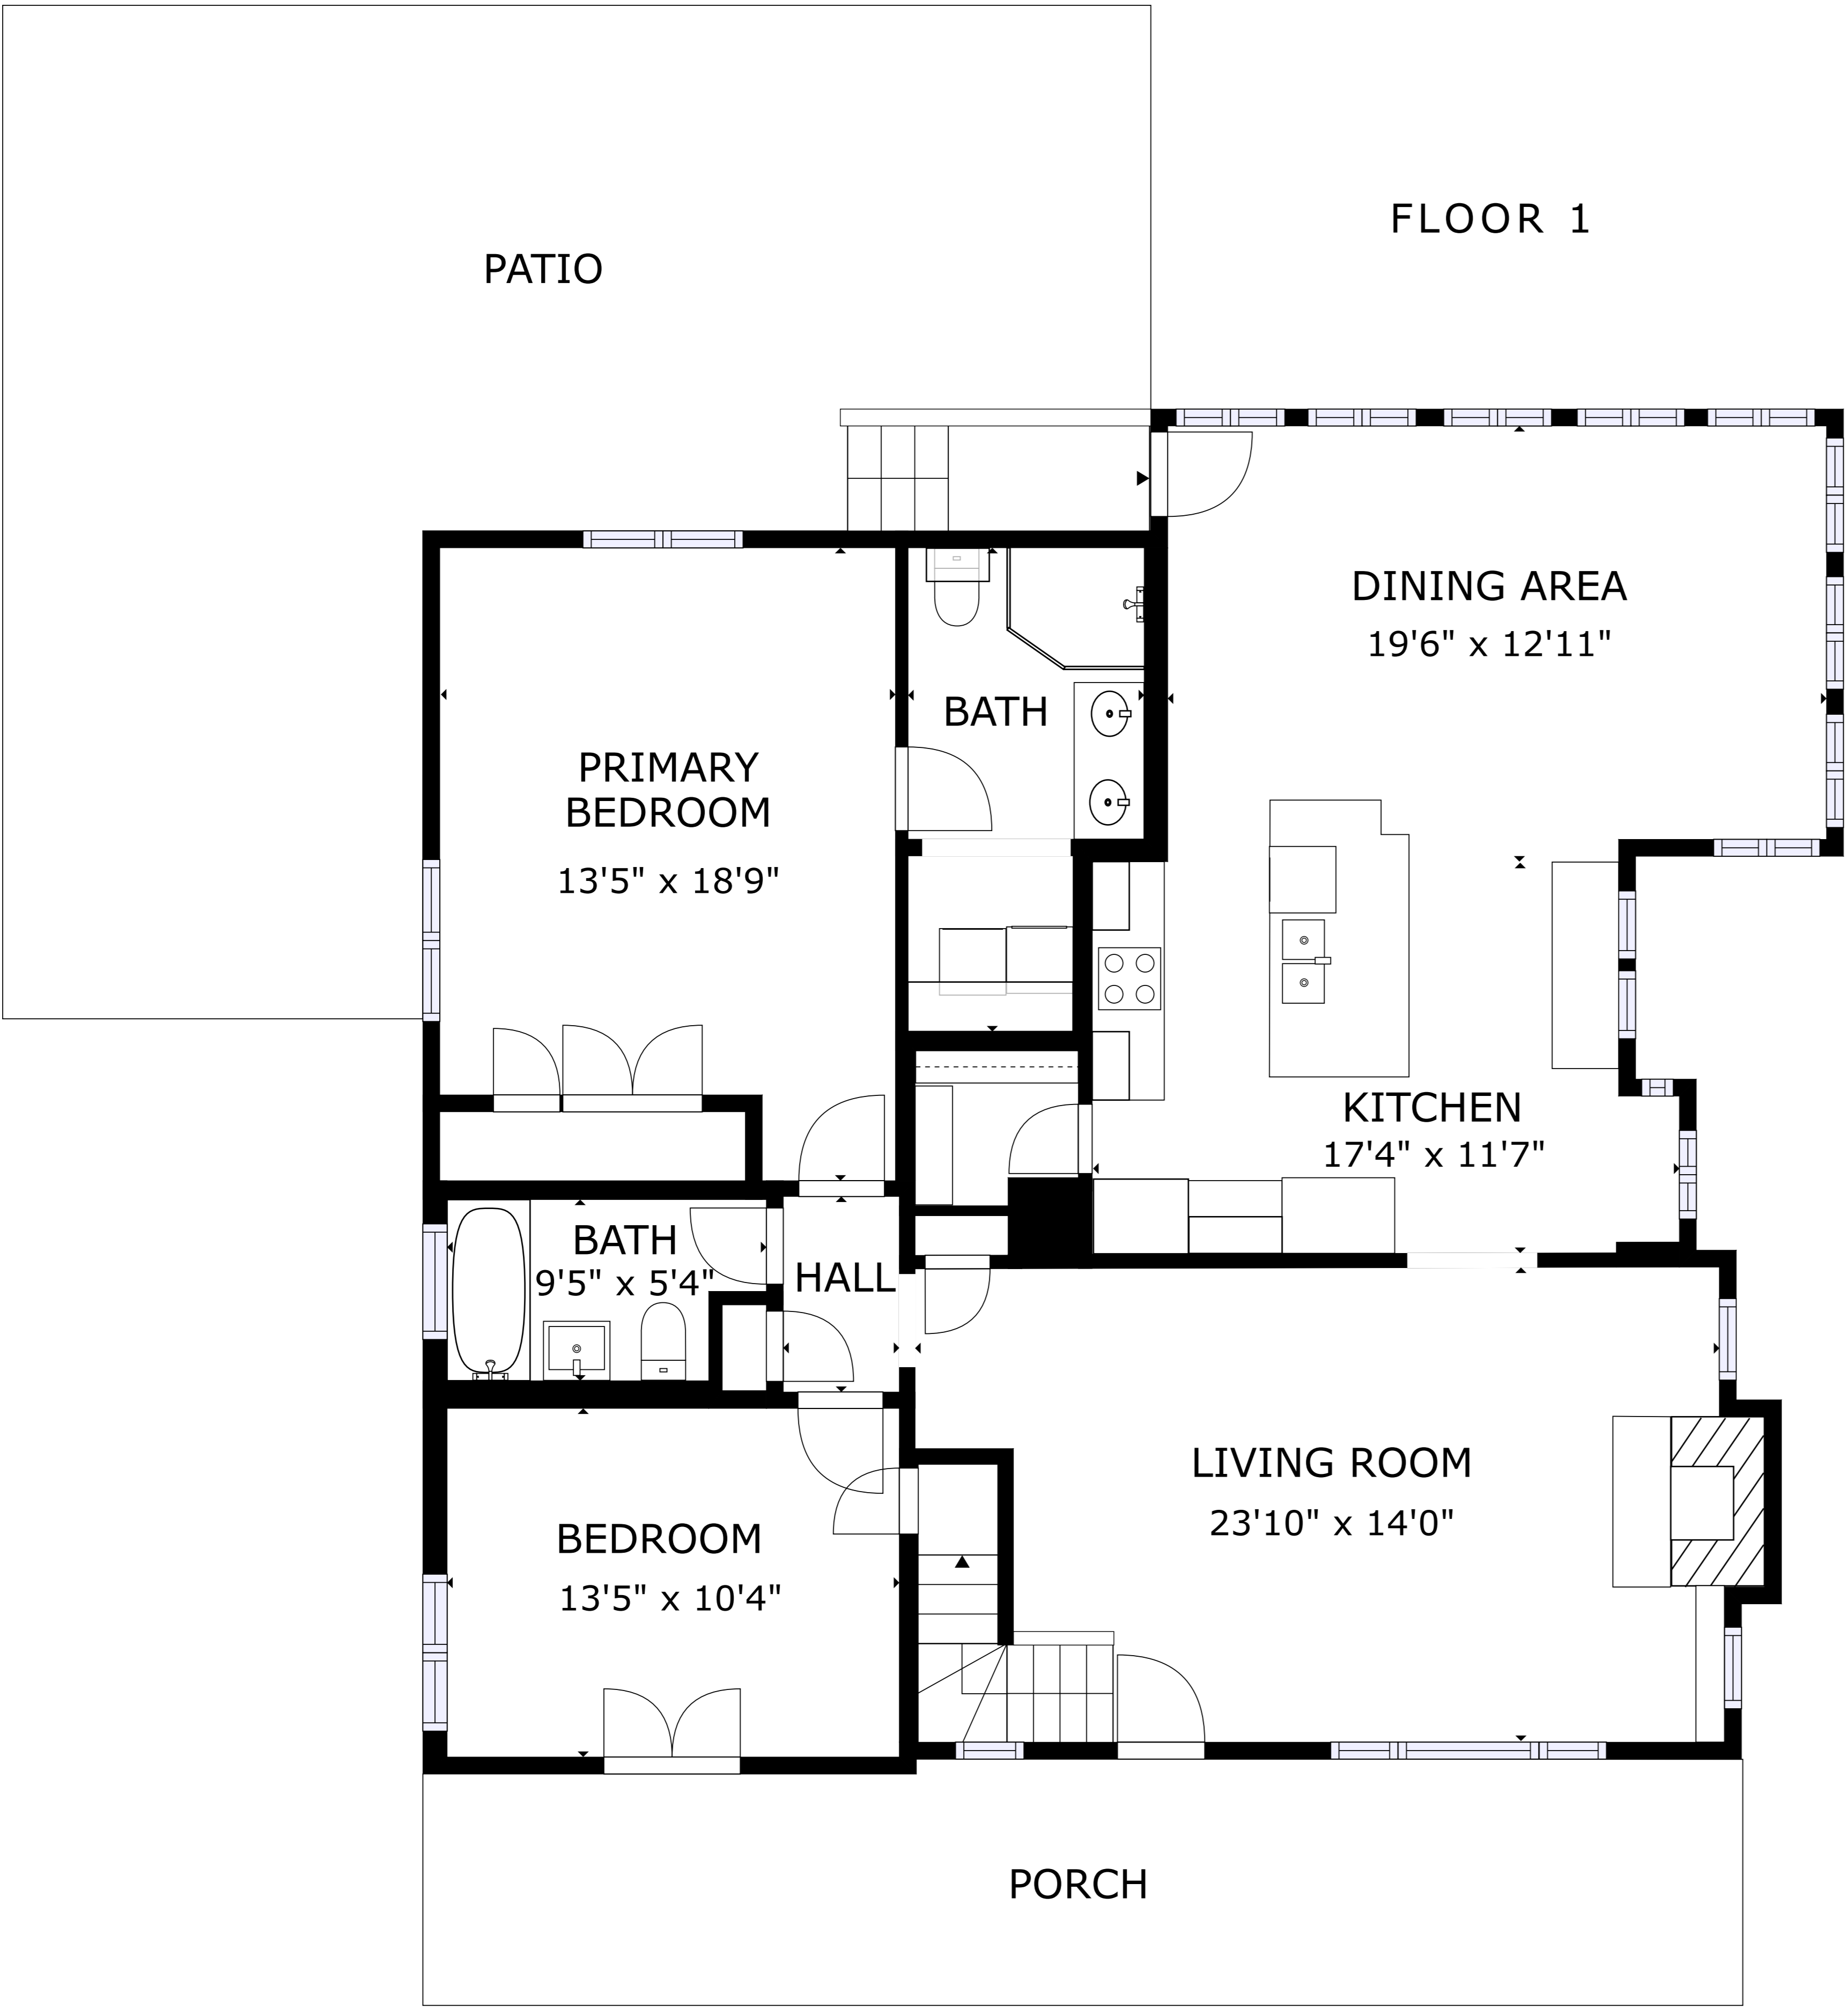 FLOOR 1
PATIO
DINING AREA
19'6" x 12'11"
BATH
PRIMARY
BEDROOM
13'5" x 18'9"
KITCHEN
17'4" x 11'7"
BATH
9'5" x 5'4"
HALL
LIVING ROOM
23'10" x 14'0"
BEDROOM
13'5" x 10'4"
PORCH